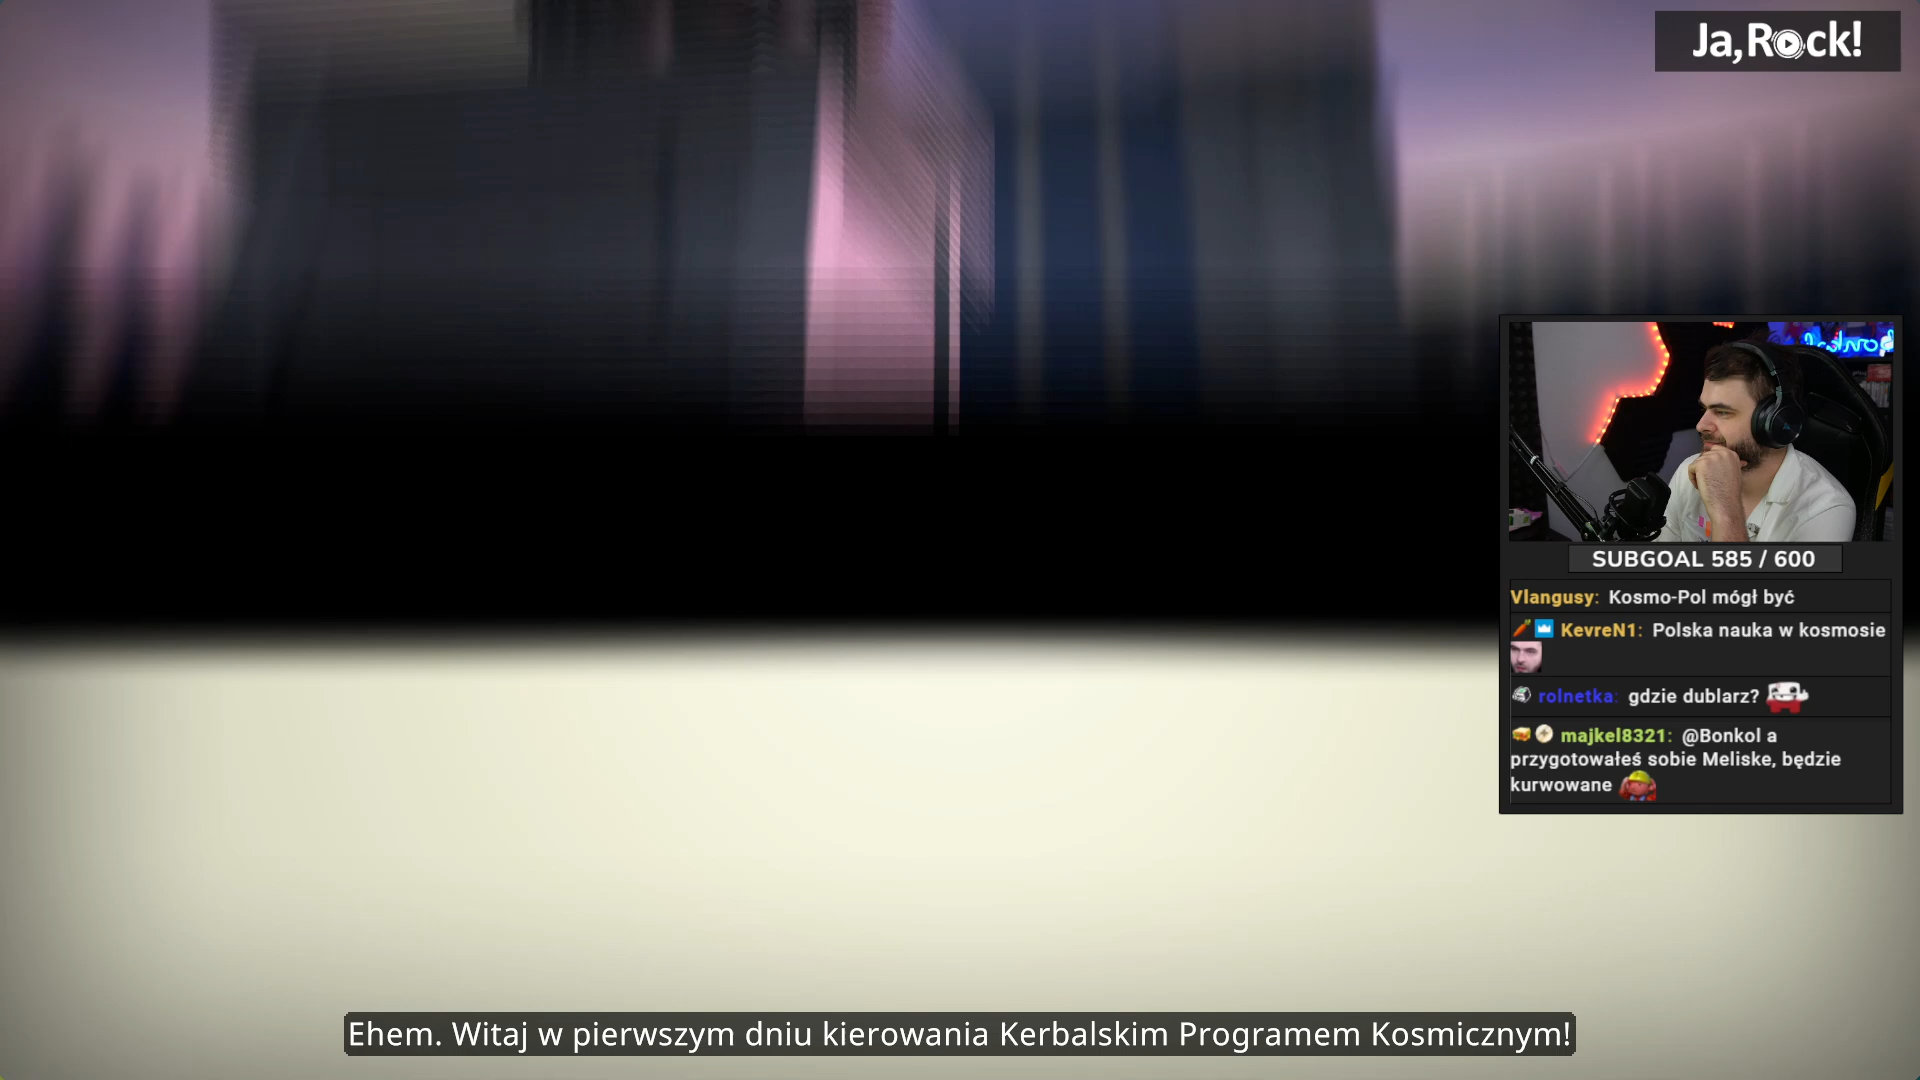 Ja,Rock!
SUBGOAL 585 / 600
Vlangusy: Kosmo-Pol mógł być
KevreN1: Polska nauka w kosmosie
rolnetka: gdzie dublarz?
majkel8321: @Bonkol a
przygotowałeś sobie Meliske, będzie
kurwowane
Ehem. Witaj w pierwszym dniu kierowania Kerbalskim Programem Kosmicznym!